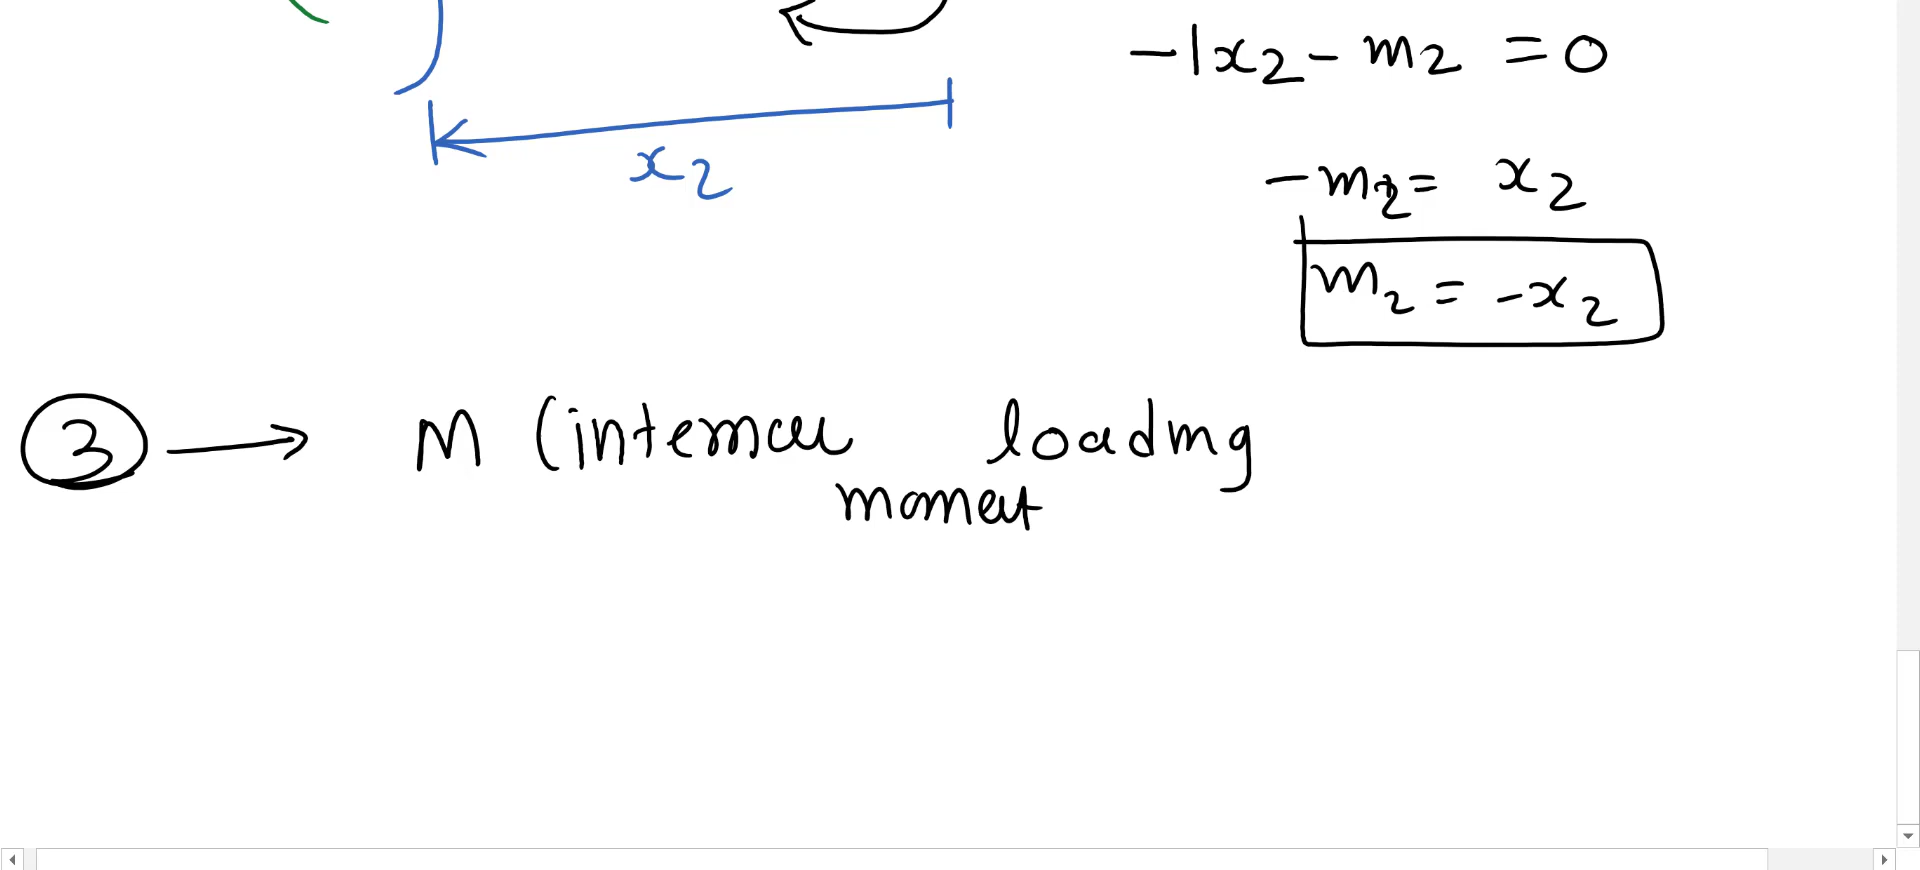 -1x₂ - m₂ = 0
x₂
-m₂ = x₂
m₂ = -x₂
3 → M (internal loading
moment